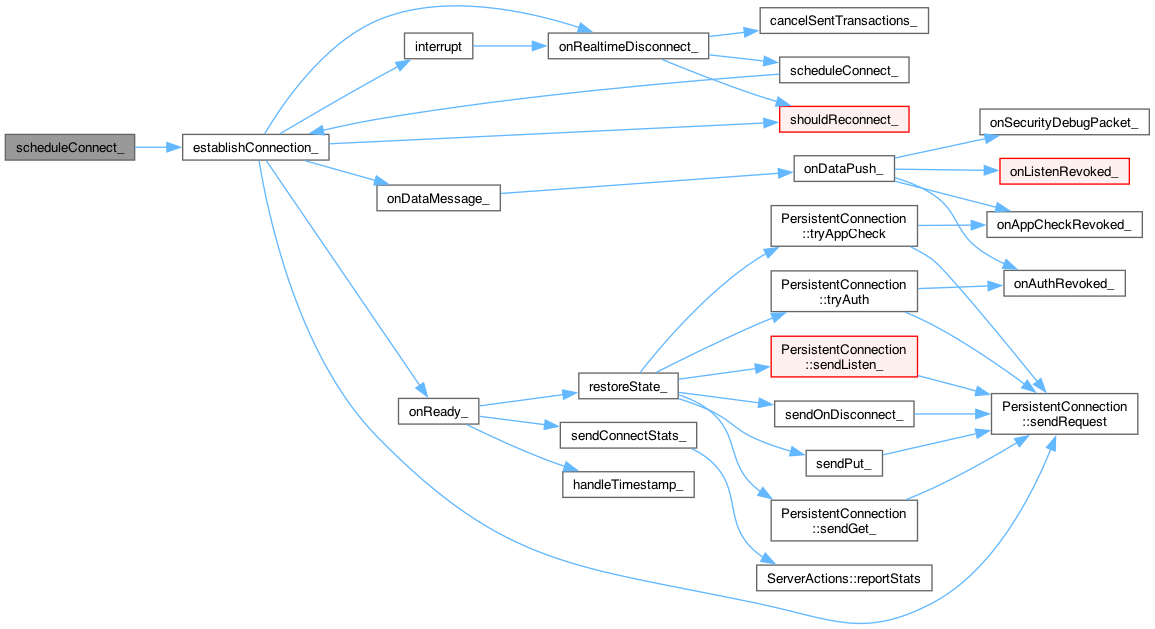 cancelSentTransactions_
interrupt
onRealtimeDisconnect_
scheduleConnect_
shouldReconnect_
onSecurityDebugPacket_
scheduleConnect_
establishConnection_
onDataPush_
onListenRevoked_
onDataMessage_
PersistentConnection
::tryAppCheck
onAppCheckRevoked_
PersistentConnection
::tryAuth
onAuthRevoked_
PersistentConnection
::sendListen_
restoreState_
onReady_
sendOnDisconnect_
PersistentConnection
::sendRequest
sendConnectStats_
sendPut_
handleTimestamp_
PersistentConnection
::sendGet_
ServerActions::reportStats